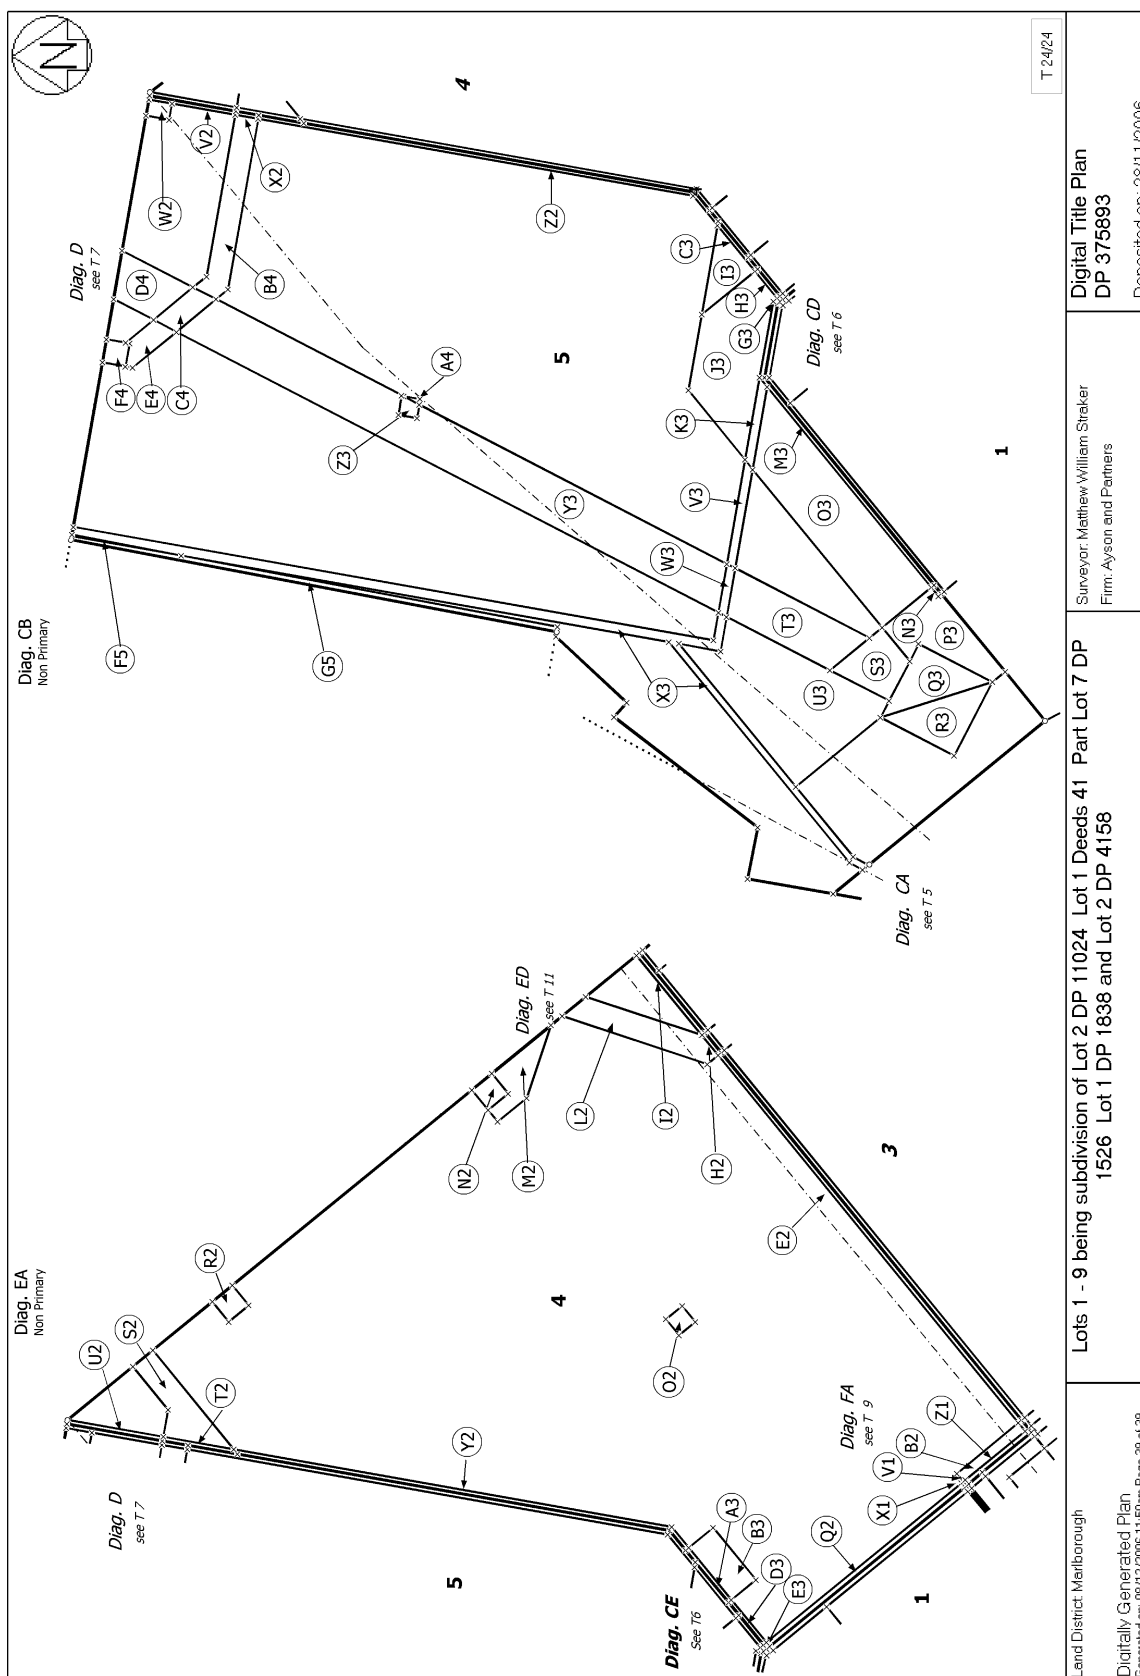 N
T 24/24
Diag. EA
Non Primary
Diag. D
see T 7
U2
S2
R2
T2
Y2
N2
M2
Diag. ED
see T 11
L2
I2
H2
E2
O2
4
3
5
Diag. CE
See T6
A3
B3
D3
E3
Q2
1
Diag. FA
see T 9
X1
V1
B2
Z1
Diag. CB
Non Primary
Diag. D
see T 7
4
W2
V2
X2
D4
B4
F4
E4
C4
Z2
A4
Z3
5
F5
G5
Y3
C3
I3
H3
G3
J3
K3
Diag. CD
see T 6
M3
V3
O3
W3
T3
X3
U3
S3
N3
P3
Q3
R3
1
Diag. CA
see T 5
Land District: Marlborough
Digitally Generated Plan
Lots 1 - 9 being subdivision of Lot 2 DP 11024 Lot 1 Deeds 41 Part Lot 7 DP
1526 Lot 1 DP 1838 and Lot 2 DP 4158
Surveyor: Matthew William Straker
Firm: Ayson and Partners
Digital Title Plan
DP 375893